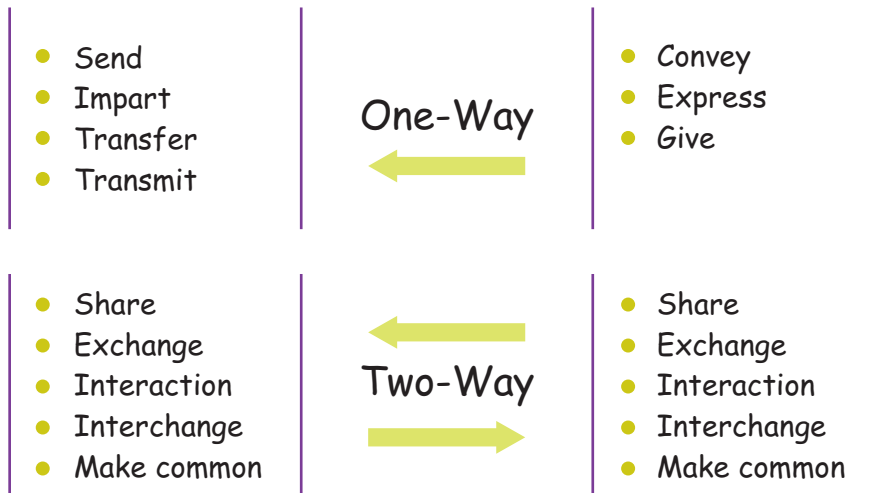 Send
Impart
Transfer
Transmit
One-Way
Convey
Express
Give
Share
Exchange
Interaction
Interchange
Make common
Two-Way
Share
Exchange
Interaction
Interchange
Make common